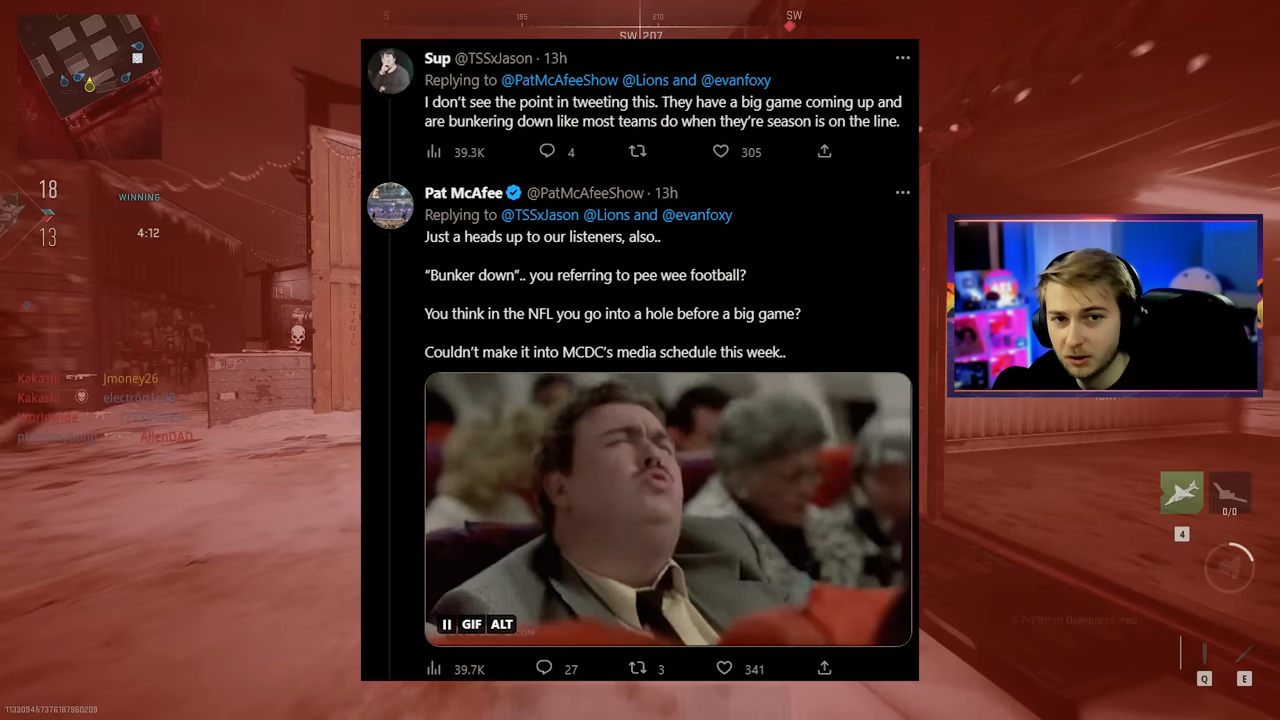 S 195 210 SW
SW 207
18
WINNING
13
4:12
Sup @TSSxJason · 13h
Replying to @PatMcAfeeShow @Lions and @evanfoxy
I don't see the point in tweeting this. They have a big game coming up and
are bunkering down like most teams do when they're season is on the line.
39.3K 4 305
Pat McAfee @PatMcAfeeShow · 13h
Replying to @TSSxJason @Lions and @evanfoxy
Just a heads up to our listeners, also..
“Bunker down”.. you referring to pee wee football?
You think in the NFL you go into a hole before a big game?
Couldn't make it into MCDC's media schedule this week..
GIF ALT
39.7K 27 3 341
Kakashi Jmoney26
Kakashi
Worldwide
AllenDAD
0/0
4
Q E